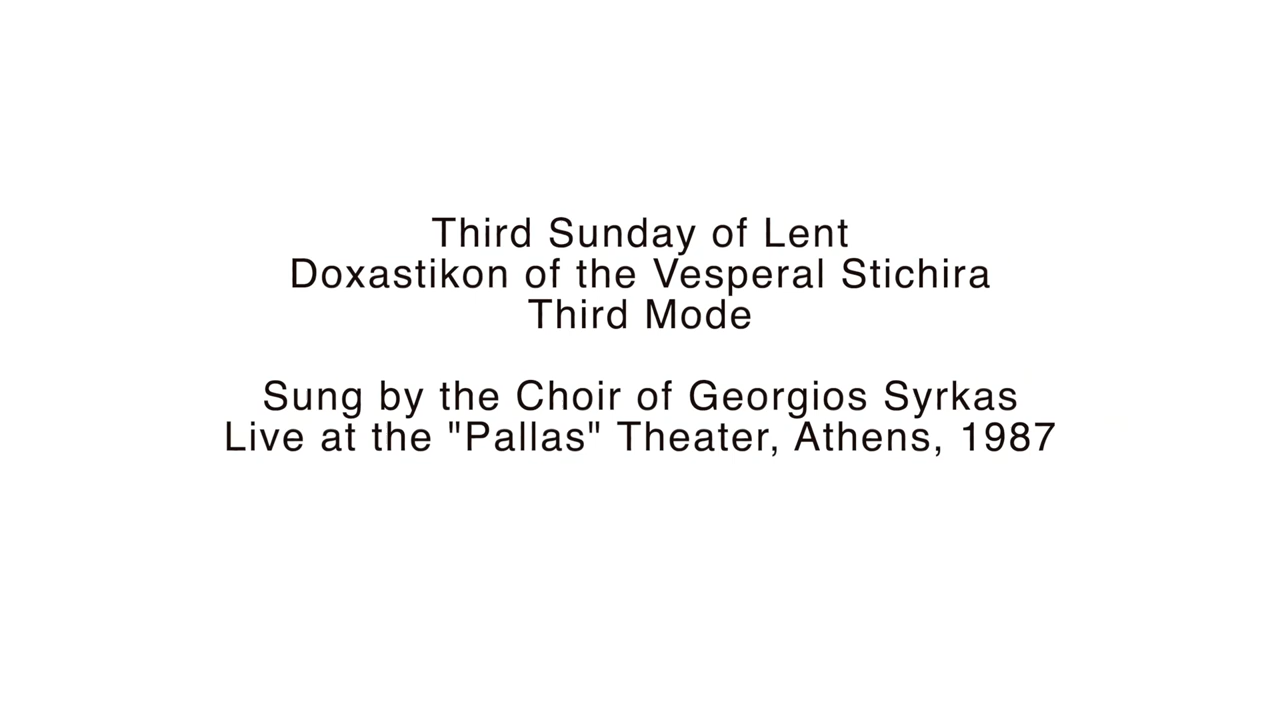 Third Sunday of Lent
Doxastikon of the Vesperal Stichira
Third Mode
Sung by the Choir of Georgios Syrkas
Live at the "Pallas" Theater, Athens, 1987